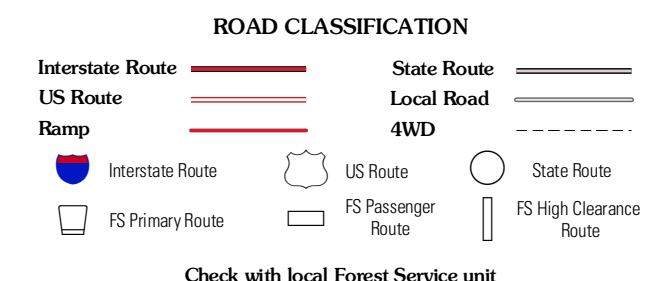 ROAD CLASSIFICATION
Interstate Route
State Route
US Route
Local Road
Ramp
4WD
Interstate Route
US Route
State Route
FS Primary Route
FS Passenger
Route
FS High Clearance
Route
Check with local Forest Service unit